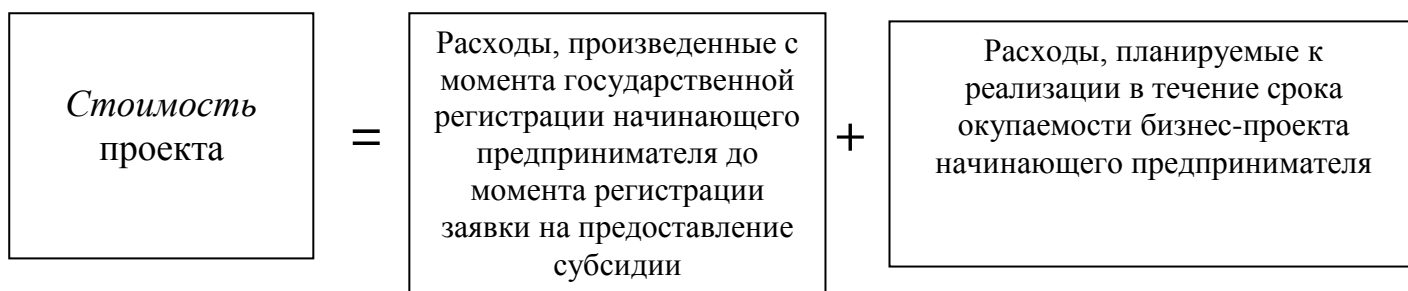 Стоимость
проекта
=
Расходы, произведенные с
момента государственной
регистрации начинающего
предпринимателя до
момента регистрации
заявки на предоставление
субсидии
+
Расходы, планируемые к
реализации в течение срока
окупаемости бизнес-проекта
начинающего предпринимателя